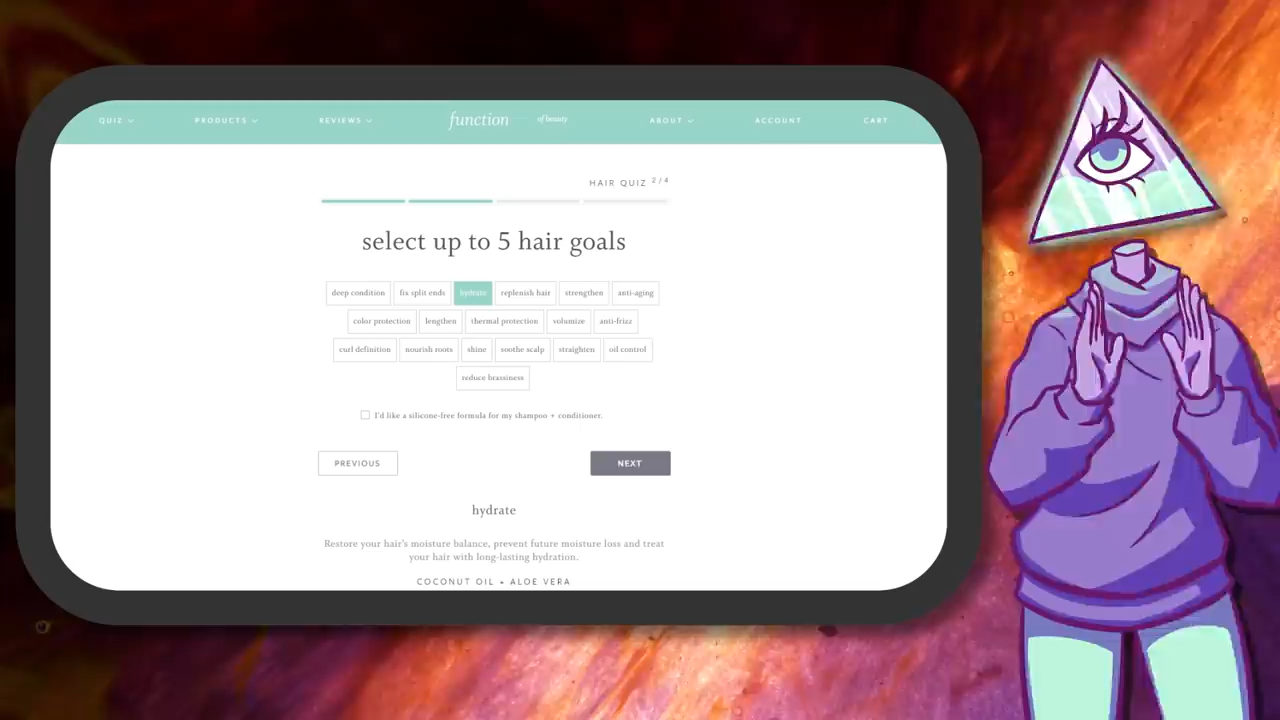 QUIZ PRODUCTS REVIEWS function of beauty ABOUT ACCOUNT CART
HAIR QUIZ 2/4
select up to 5 hair goals
deep condition fix split ends hydrate replenish hair strengthen anti-aging
color protection lengthen thermal protection volumize anti-frizz
curl definition nourish roots shine soothe scalp straighten oil control
reduce brassiness
I'd like a silicone-free formula for my shampoo + conditioner.
PREVIOUS NEXT
hydrate
Restore your hair's moisture balance, prevent future moisture loss and treat
your hair with long-lasting hydration.
COCONUT OIL + ALOE VERA